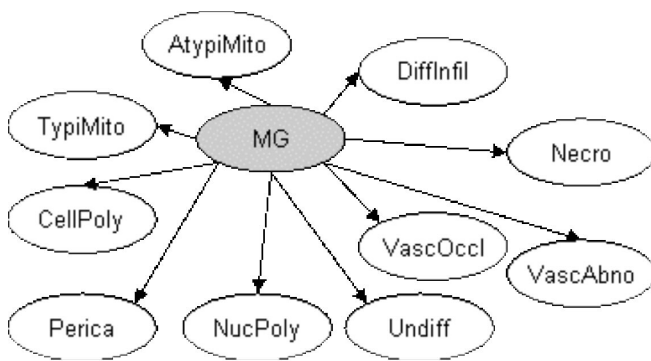 AtypiMito
DiffInfil
TypiMito
MG
Necro
CellPoly
VascOccl
VascAbno
Perica
NucPoly
Undiff